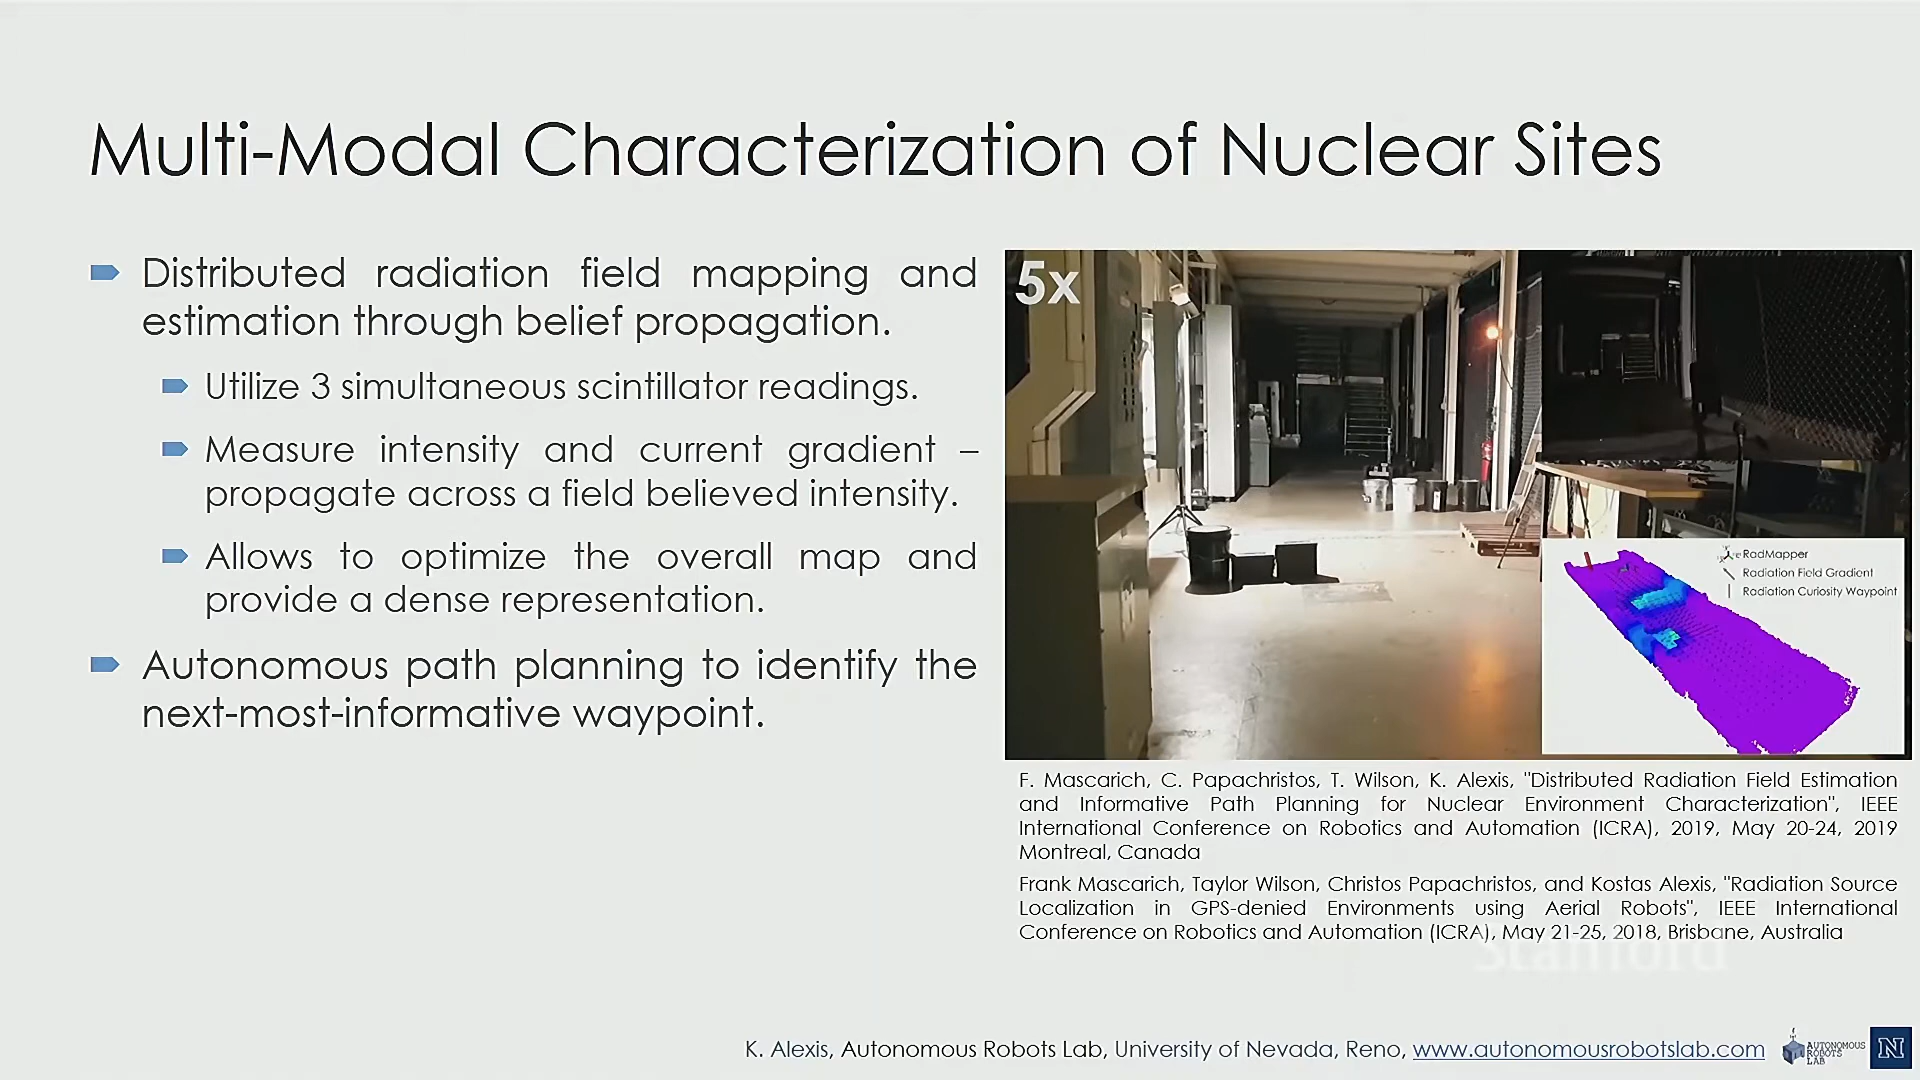 Multi-Modal Characterization of Nuclear Sites
Distributed radiation field mapping and
estimation through belief propagation.
Utilize 3 simultaneous scintillator readings.
Measure intensity and current gradient –
propagate across a field believed intensity.
Allows to optimize the overall map and
provide a dense representation.
Autonomous path planning to identify the
next-most-informative waypoint.
5x
RadMapper
Radiation Field Gradient
Radiation Curiosity Waypoint
F. Mascarich, C. Papachristos, T. Wilson, K. Alexis, "Distributed Radiation Field Estimation
and Informative Path Planning for Nuclear Environment Characterization", IEEE
International Conference on Robotics and Automation (ICRA), 2019, May 20-24, 2019
Montreal, Canada
Frank Mascarich, Taylor Wilson, Christos Papachristos, and Kostas Alexis, "Radiation Source
Localization in GPS-denied Environments using Aerial Robots", IEEE International
Conference on Robotics and Automation (ICRA), May 21-25, 2018, Brisbane, Australia
Stanford
K. Alexis, Autonomous Robots Lab, University of Nevada, Reno, www.autonomousrobotslab.com
AUTONOMOUS
ROBOTS
LAB
N